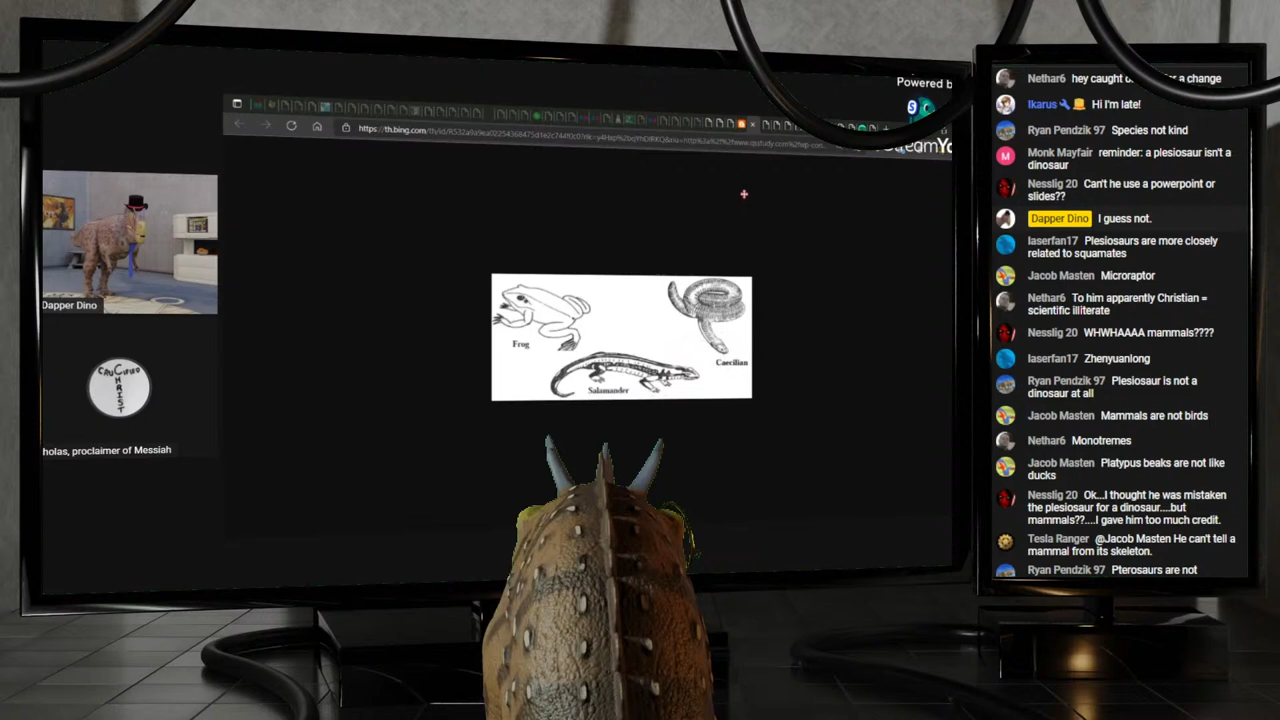 Powered b
https://th.bing.com/th/id/
Dapper Dino
CRUCIFIED
CHRIST
holas, proclaimer of Messiah
Frog
Caecilian
Salamander
Nethar6 hey caught
r a change
Ikarus Hi I'm late!
Ryan Pendzik 97 Species not kind
Monk Mayfair reminder: a plesiosaur isn't a
dinosaur
Nesslig 20 Can't he use a powerpoint or
slides??
Dapper Dino I guess not.
laserfan17 Plesiosaurs are more closely
related to squamates
Jacob Masten Microraptor
Nethar6 To him apparently Christian =
scientific illiterate
Nesslig 20 WHWHAAAA mammals????
laserfan17 Zhenyuanlong
Ryan Pendzik 97 Plesiosaur is not a
dinosaur at all
Jacob Masten Mammals are not birds
Nethar6 Monotremes
Jacob Masten Platypus beaks are not like
ducks
Nesslig 20 Ok...I thought he was mistaken
the plesiosaur for a dinosaur....but
mammals??....I gave him too much credit.
Tesla Ranger @Jacob Masten He can't tell a
mammal from its skeleton.
Ryan Pendzik 97 Pterosaurs are not